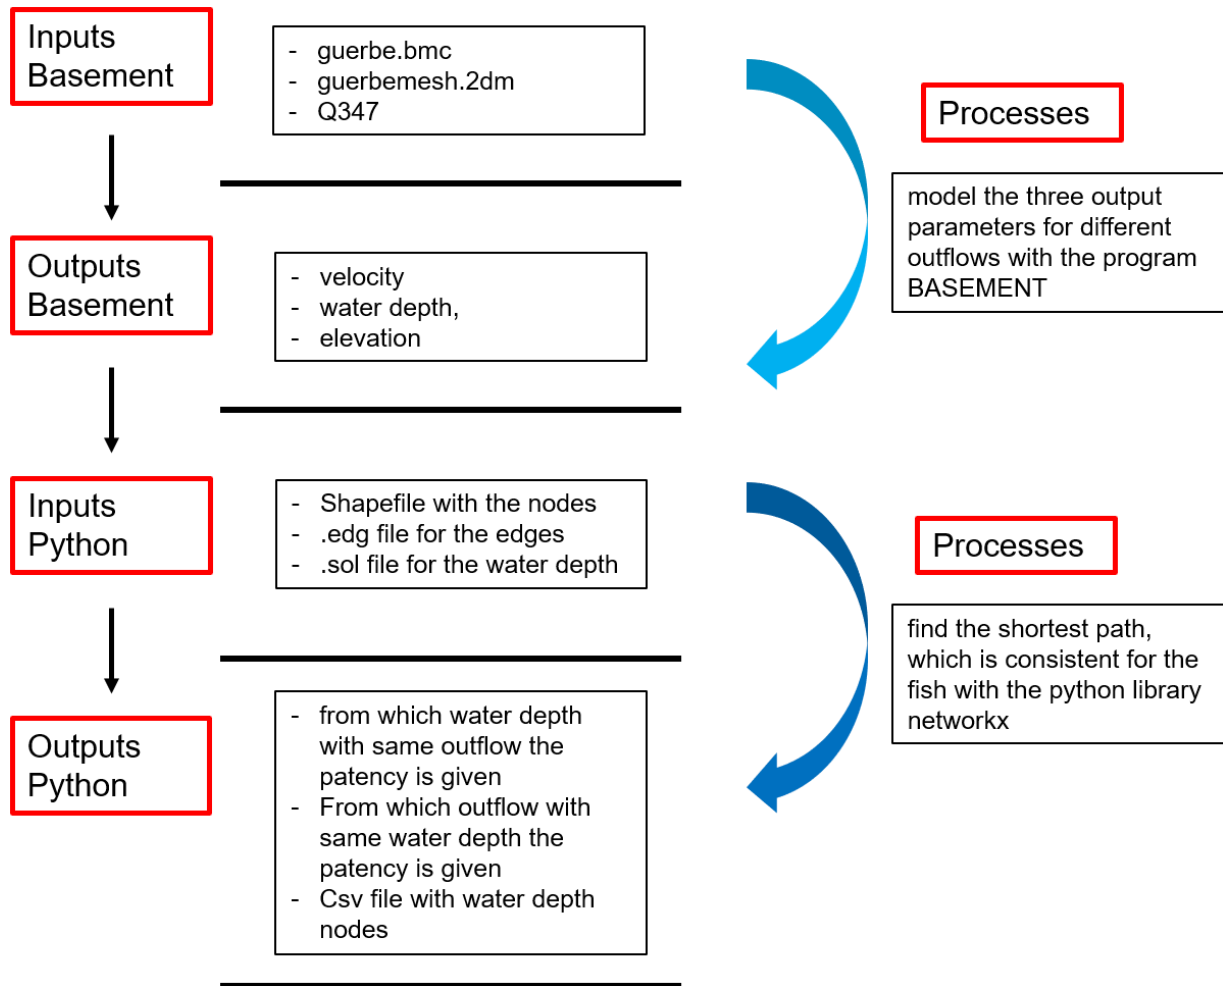 Inputs
Basement
- guerbe.bmc
- guerbemesh.2dm
- Q347
Processes
model the three output
parameters for different
outflows with the program
BASEMENT
Outputs
Basement
- velocity
- water depth,
- elevation
Inputs
Python
- Shapefile with the nodes
- .edg file for the edges
- .sol file for the water depth
Processes
find the shortest path,
which is consistent for the
fish with the python library
networkx
Outputs
Python
- from which water depth
with same outflow the
patency is given
- From which outflow with
same water depth the
patency is given
- Csv file with water depth
nodes